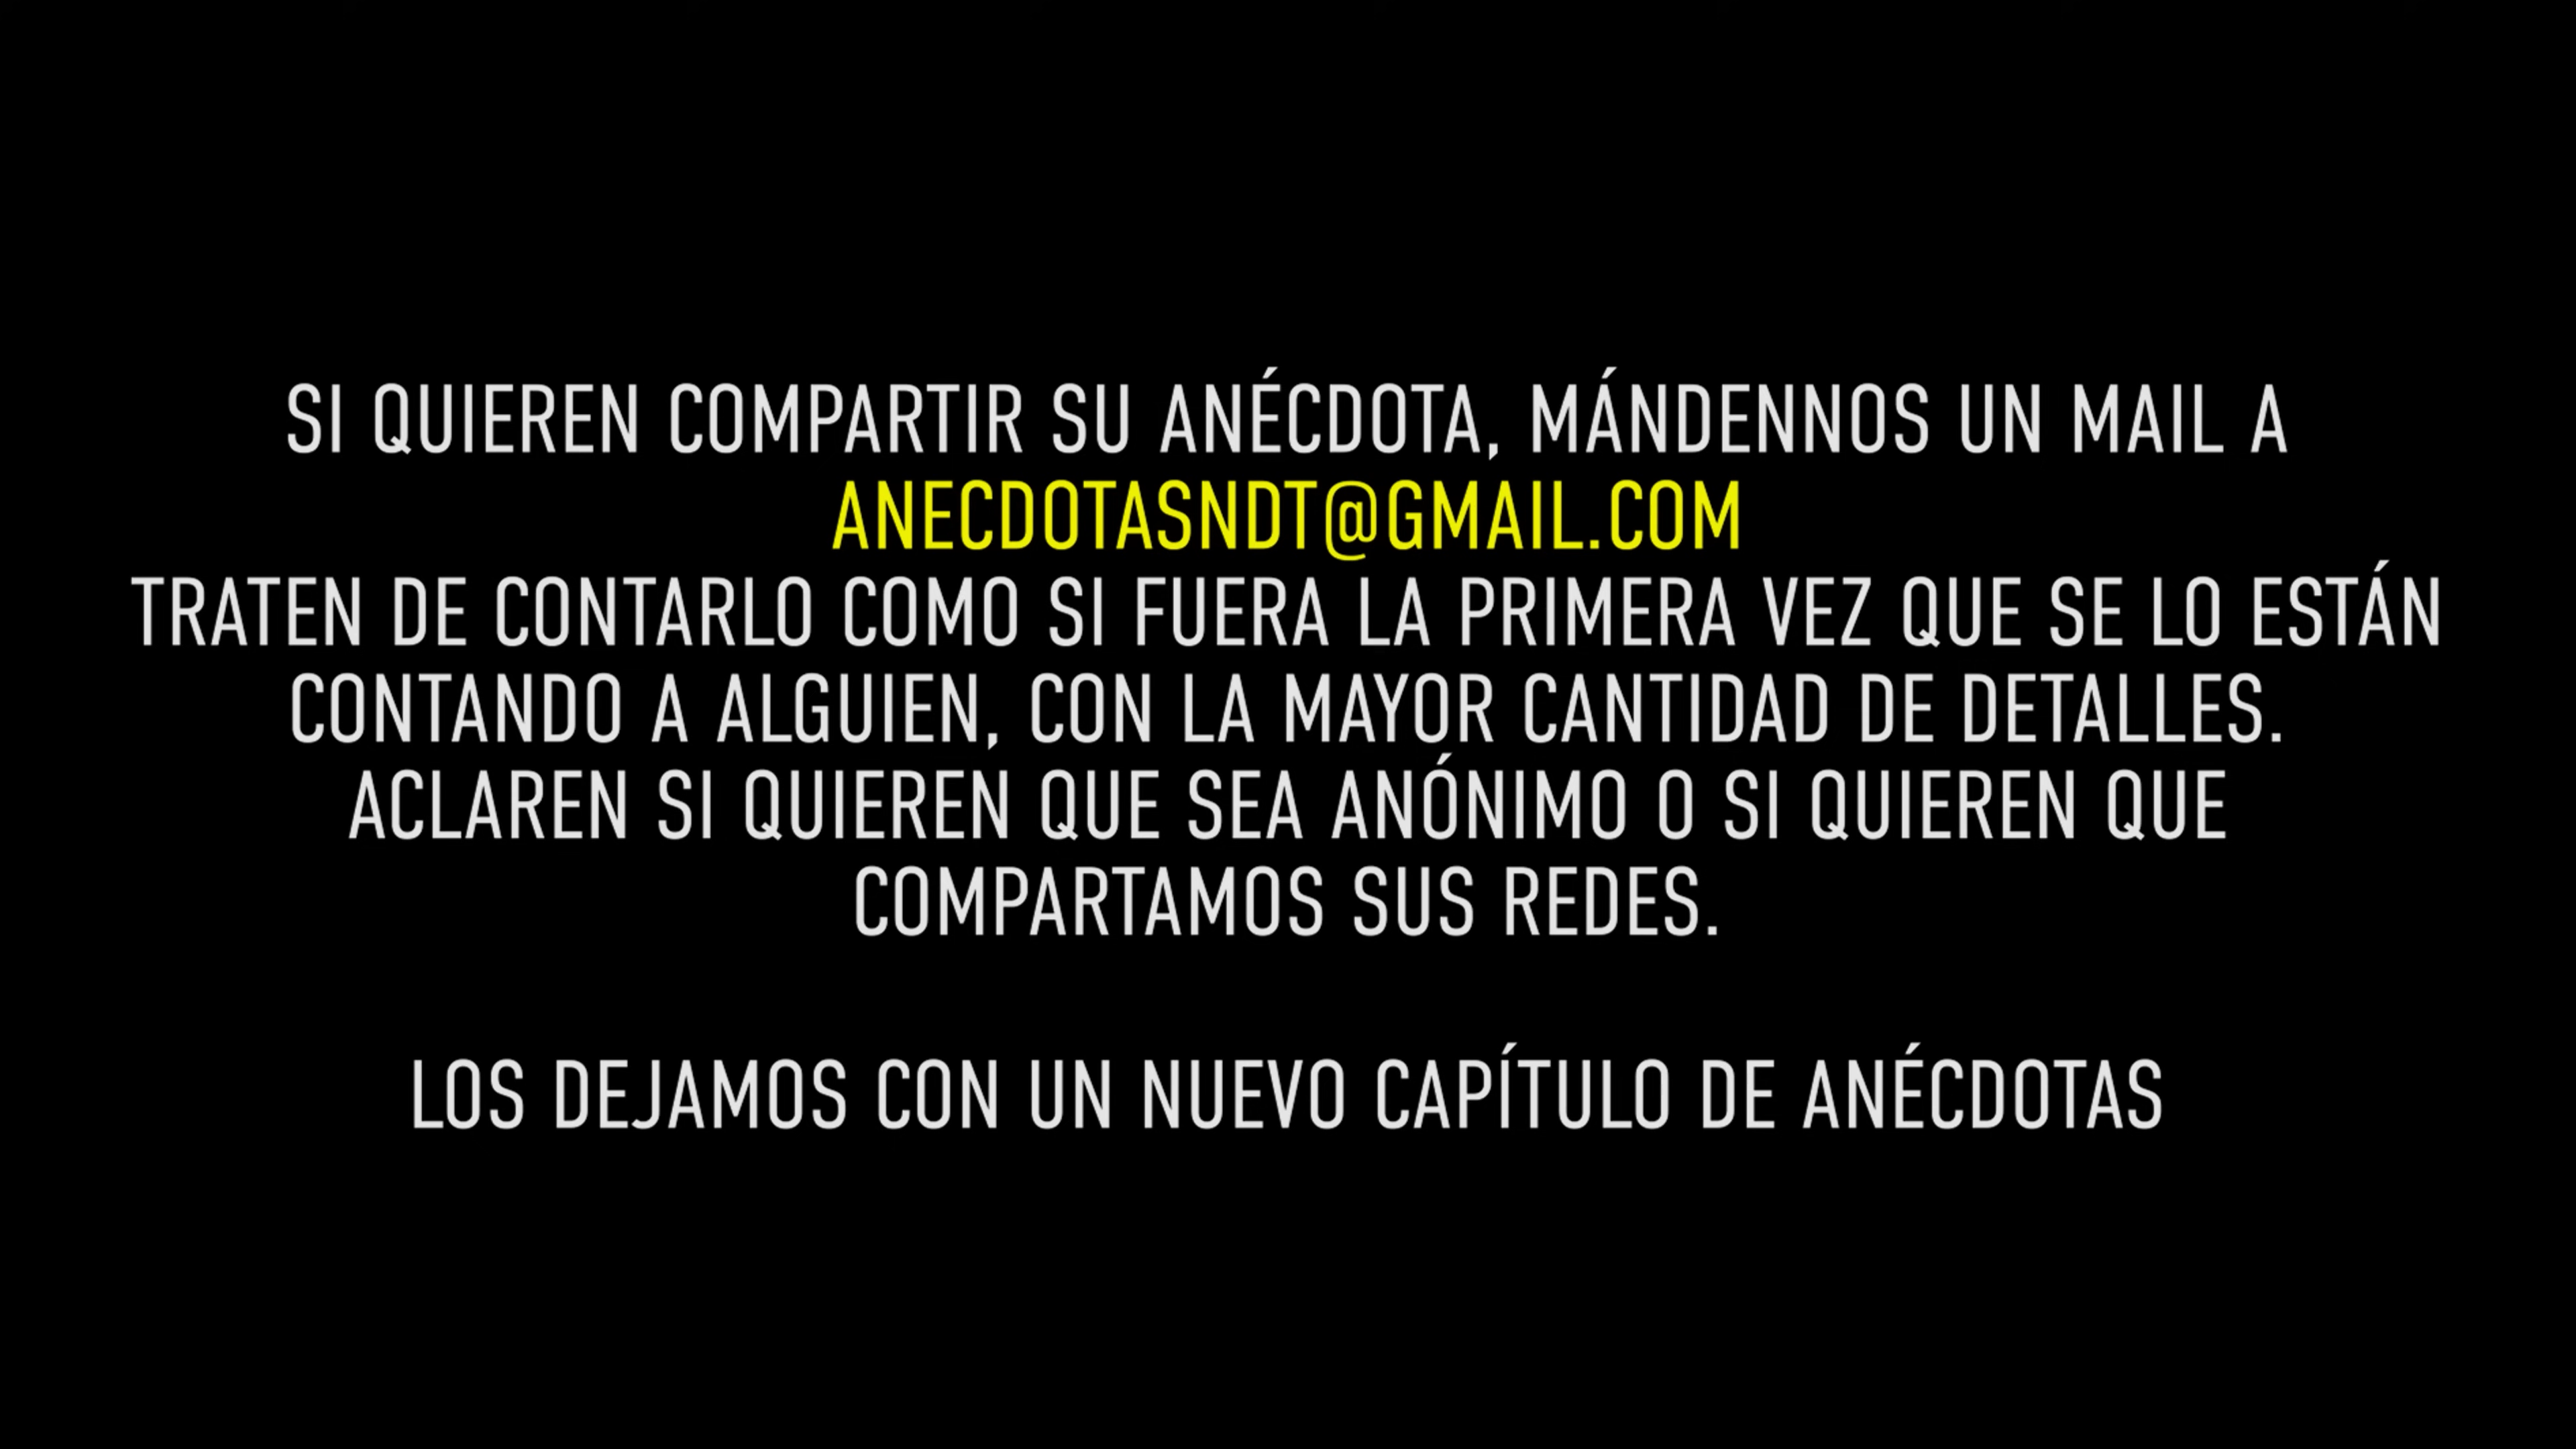 SI QUIEREN COMPARTIR SU ANÉCDOTA, MÁNDENNOS UN MAIL A
ANECDOTASNDT@GMAIL.COM
TRATEN DE CONTARLO COMO SI FUERA LA PRIMERA VEZ QUE SE LO ESTÁN
CONTANDO A ALGUIEN, CON LA MAYOR CANTIDAD DE DETALLES.
ACLAREN SI QUIEREN QUE SEA ANÓNIMO O SI QUIEREN QUE
COMPARTAMOS SUS REDES.
LOS DEJAMOS CON UN NUEVO CAPÍTULO DE ANÉCDOTAS